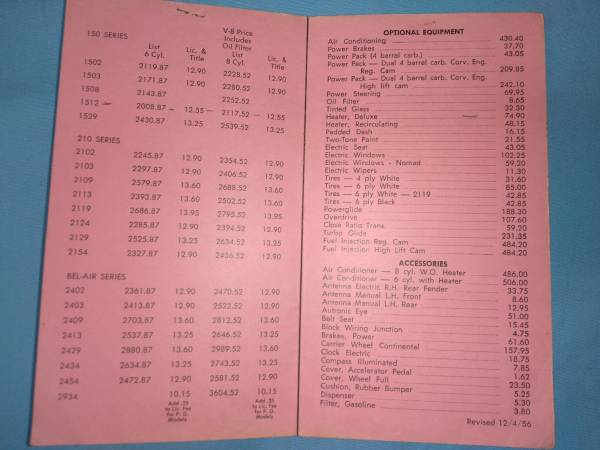 150 SERIES
V-8 Price
Includes
Oil Filter
List Lic. & List Lic. &
6 Cyl. Title 8 Cyl. Title
1502 2119.87 12.90 2228.52 12.90
1503 2171.87 12.90 2280.52 12.90
1508 2143.87 2252.52
1512 2008.87 12.55 2117.52 12.55
1529 2430.87 13.25 2539.52 13.25
210 SERIES
2102 2245.87 12.90 2354.52 12.90
2103 2297.87 12.90 2406.52 12.90
2109 2579.87 13.60 2688.52 13.60
2113 2393.87 13.60 2502.52 13.60
2119 2686.87 13.95 2795.52 13.95
2124 2285.87 12.90 2394.52 12.90
2129 2525.87 13.25 2634.52 13.25
2154 2327.87 12.90 2436.52 12.90
BEL-AIR SERIES
2402 2361.87 12.90 2470.52 12.90
2403 2413.87 12.90 2522.52 12.90
2409 2703.87 13.60 2812.52 13.60
2413 2537.87 13.25 2646.52 13.25
2429 2880.87 13.60 2989.52 13.60
2434 2634.87 13.25 2743.52 13.25
2454 2472.87 12.90 2581.52 12.90
2934 10.15 3604.52 10.15
Add .35 Add .35
to Lic. Fee to Lic. Fee
for P. G. for P. G.
Models Models
OPTIONAL EQUIPMENT
Air Conditioning 430.40
Power Brakes 37.70
Power Pack (4 barrel carb.) 43.05
Power Pack — Dual 4 barrel carb. Corv. Eng.
Reg. Cam 209.85
Power Pack — Dual 4 barrel carb. Corv. Eng.
High lift cam 242.10
Power Steering 69.95
Oil Filter 8.65
Tinted Glass 32.30
Heater, Deluxe 74.90
Heater, Recirculating 48.15
Padded Dash 16.15
Two-Tone Paint 21.55
Electric Seat 43.05
Electric Windows 102.25
Electric Windows - Nomad 59.20
Electric Wipers 11.30
Tires — 4 ply White 31.60
Tires — 6 ply White 85.00
Tires — 6 ply White — 2119 42.85
Tires — 6 ply Black 42.85
Powerglide 188.30
Overdrive 107.60
Close Ratio Trans. 59.20
Turbo Glide 231.35
Fuel Injection Reg. Cam 484.20
Fuel Injection High Lift Cam 484.20
ACCESSORIES
Air Conditioner — 8 cyl. W.O. Heater 486.00
Air Conditioner — 6 cyl. with Heater 506.00
Antenna Electric R.H. Rear Fender 33.75
Antenna Manual L.H. Front 8.60
Antenna Manual L.H. Rear 12.95
Autronic Eye 51.00
Belt Seat 15.45
Block Wiring Junction 4.75
Brakes, Power 61.60
Carrier Wheel Continental 157.95
Clock Electric 18.75
Compass Illuminated 7.85
Cover, Accelerator Pedal 1.62
Cover, Wheel Full 23.50
Cushion, Rubber Bumper 5.25
Dispenser 5.30
Filter, Gasoline 3.80
Revised 12/4/56